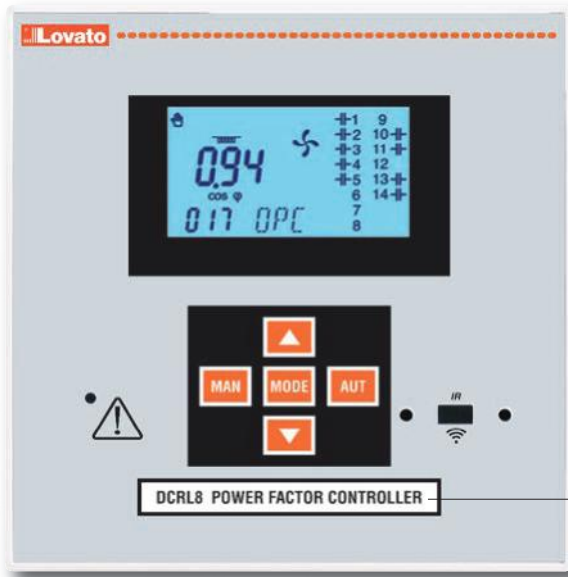 Lovato
0.94
cos φ
017 OPC
1 9
2 10
3 11
4 12
5 13
6 14
7
8
MAN MODE AUT
IR
DCRL8 POWER FACTOR CONTROLLER